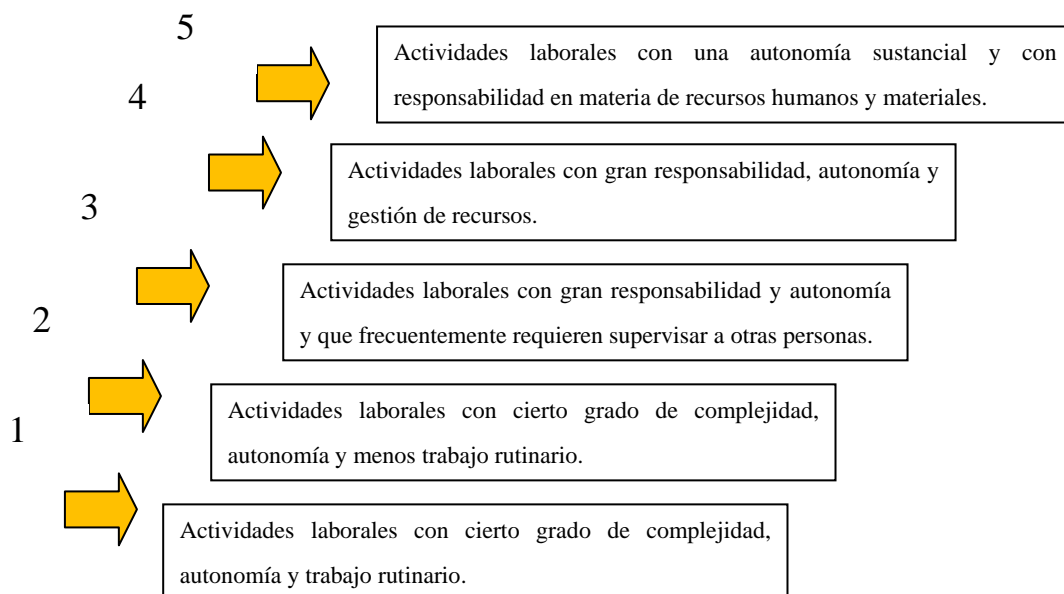 5
Actividades laborales con una autonomía sustancial y con
responsabilidad en materia de recursos humanos y materiales.
4
Actividades laborales con gran responsabilidad, autonomía y
gestión de recursos.
3
Actividades laborales con gran responsabilidad y autonomía
y que frecuentemente requieren supervisar a otras personas.
2
Actividades laborales con cierto grado de complejidad,
autonomía y menos trabajo rutinario.
1
Actividades laborales con cierto grado de complejidad,
autonomía y trabajo rutinario.